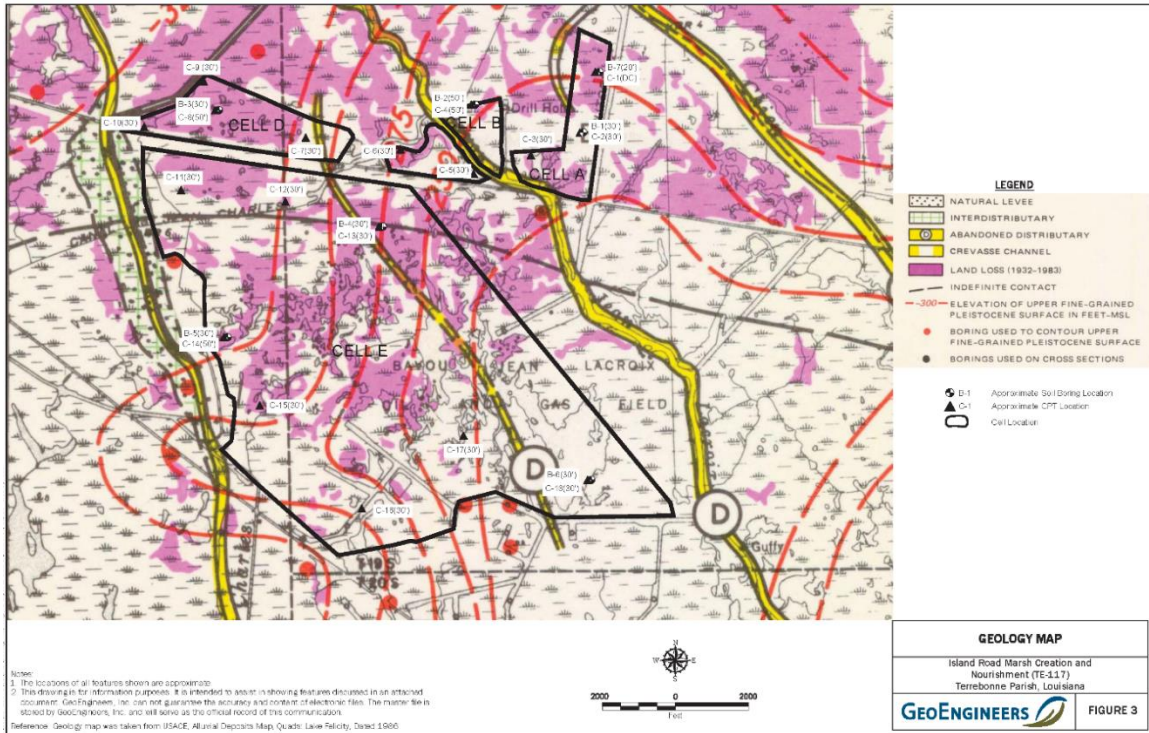 C-9 (30')
B-3(30')
C-8(50')
C-10(30')
CELL D
C-7(30')
C-11(30')
C-12(30')
C-6(30')
B-2(50')
C-4(50')
CELL B
C-5(30')
Drill Hole
B-7(20')
C-1(DC)
B-1(30')
C-2(30')
C-3(30')
CELL A
275
CHARLES
B-4(30')
C-13(30')
B-5(30')
CELL E
BAYOU JEAN LACROIX
GAS FIELD
C-15(30')
C-17(30')
B-6(30')
C-18(30')
D
D
Guffy
Charles
T19S
T20S
LEGEND
NATURAL LEVEE
INTERDISTRIBUTARY
D ABANDONED DISTRIBUTARY
CREVASSE CHANNEL
LAND LOSS (1932-1983)
INDEFINITE CONTACT
-300- ELEVATION OF UPPER FINE-GRAINED
PLEISTOCENE SURFACE IN FEET-MSL
BORING USED TO CONTOUR UPPER
FINE-GRAINED PLEISTOCENE SURFACE
BORINGS USED ON CROSS SECTIONS
B-1 Approximate Soil Boring Location
C-1 Approximate CPT Location
Cell Location
Notes:
1. The locations of all features shown are approximate
2. This drawing is for information purposes. It is intended to assist in showing features discussed in an attached
document. GeoEngineers, Inc. can not guarantee the accuracy and content of electronic files. The master file is
stored by GeoEngineers, Inc. and will serve as the official record of this communication.
Reference: Geology map was taken from USACE, Alluvial Deposits Map, Quads: Lake Felicity, Dated 1986
N
W E
S
2000 0 2000
Feet
GEOLOGY MAP
Island Road Marsh Creation and
Nourishment (TE-117)
Terrebonne Parish, Louisiana
GEOENGINEERS
FIGURE 3